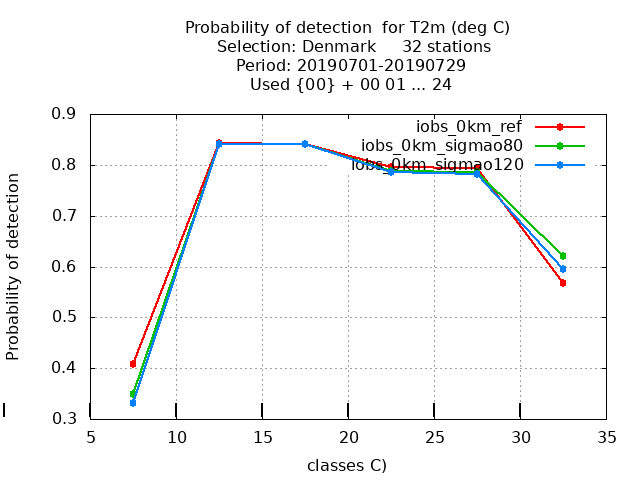 Probability of detection  for T2m (deg C)
Selection: Denmark     32 stations
Period: 20190701-20190729
Used {00} + 00 01 ... 24
0.9
0.8
0.7
0.6
0.5
0.4
0.3
Probability of detection
iobs_0km_ref
iobs_0km_sigmao80
iobs_0km_sigmao120
5
10
15
20
25
30
35
classes C)